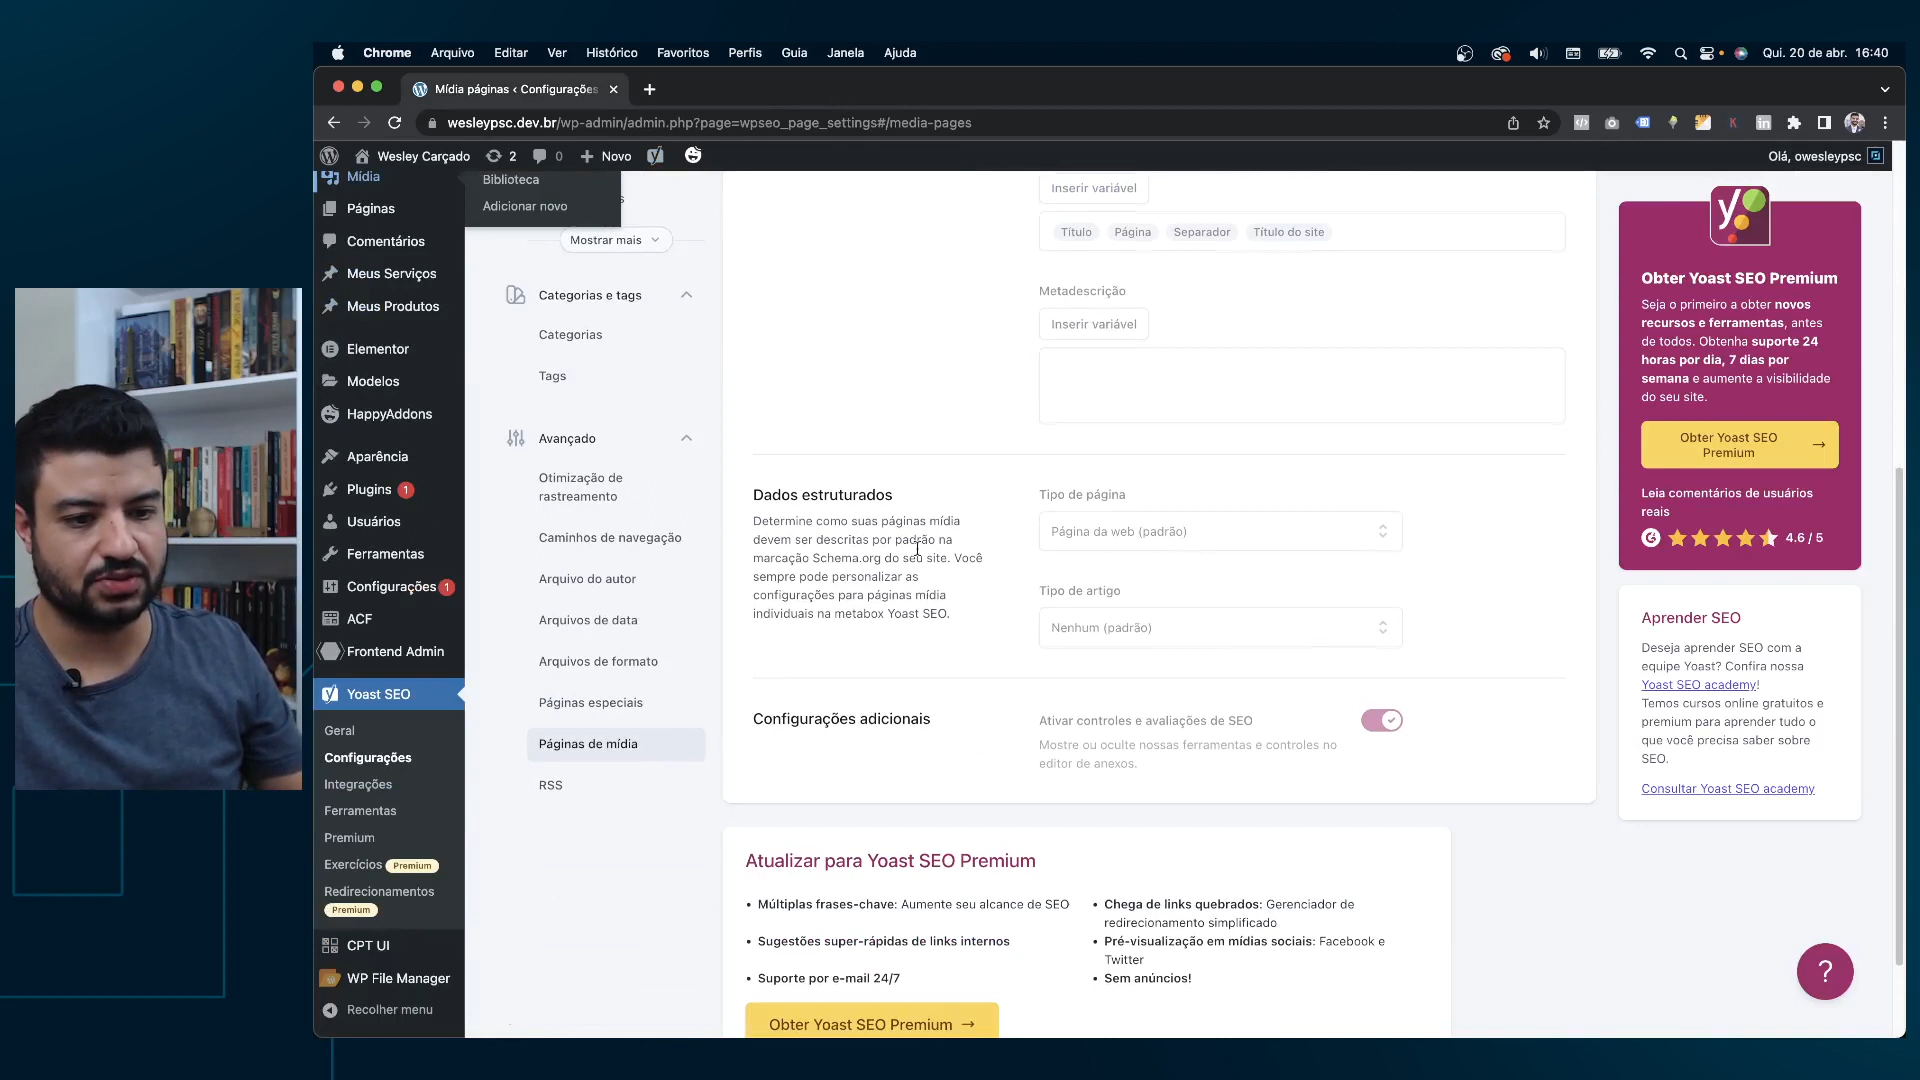 Chrome Arquivo Editar Ver Histórico Favoritos Perfis Guia Janela Ajuda
Qui. 20 de abr. 16:40
Mídia páginas ‹ Configurações
wesleypsc.dev.br/wp-admin/admin.php?page=wpseo_page_settings#/media-pages
Wesley Carçado 2 0 + Novo
Olá, owesleypsc
Mídia
Páginas
Comentários
Meus Serviços
Meus Produtos
Elementor
Modelos
HappyAddons
Aparência
Plugins 1
Usuários
Ferramentas
Configurações 1
ACF
Frontend Admin
Yoast SEO
Geral
Configurações
Integrações
Ferramentas
Premium
Exercícios Premium
Redirecionamentos
Premium
CPT UI
WP File Manager
Recolher menu
Biblioteca
Adicionar novo
Mostrar mais
Categorias e tags
Categorias
Tags
Avançado
Otimização de
rastreamento
Caminhos de navegação
Arquivo do autor
Arquivos de data
Arquivos de formato
Páginas especiais
Páginas de mídia
RSS
Inserir variável
Título Página Separador Título do site
Metadescrição
Inserir variável
Dados estruturados
Determine como suas páginas mídia
devem ser descritas por padrão na
marcação Schema.org do seu site. Você
sempre pode personalizar as
configurações para páginas mídia
individuais na metabox Yoast SEO.
Tipo de página
Página da web (padrão)
Tipo de artigo
Nenhum (padrão)
Configurações adicionais
Ativar controles e avaliações de SEO
Mostre ou oculte nossas ferramentas e controles no
editor de anexos.
Atualizar para Yoast SEO Premium
• Múltiplas frases-chave: Aumente seu alcance de SEO
• Sugestões super-rápidas de links internos
• Suporte por e-mail 24/7
• Chega de links quebrados: Gerenciador de
redirecionamento simplificado
• Pré-visualização em mídias sociais: Facebook e
Twitter
• Sem anúncios!
Obter Yoast SEO Premium →
Obter Yoast SEO Premium
Seja o primeiro a obter novos
recursos e ferramentas, antes
de todos. Obtenha suporte 24
horas por dia, 7 dias por
semana e aumente a visibilidade
do seu site.
Obter Yoast SEO
Premium →
Leia comentários de usuários
reais
4.6 / 5
Aprender SEO
Deseja aprender SEO com a
equipe Yoast? Confira nossa
Yoast SEO academy!
Temos cursos online gratuitos e
premium para aprender tudo o
que você precisa saber sobre
SEO.
Consultar Yoast SEO academy
?